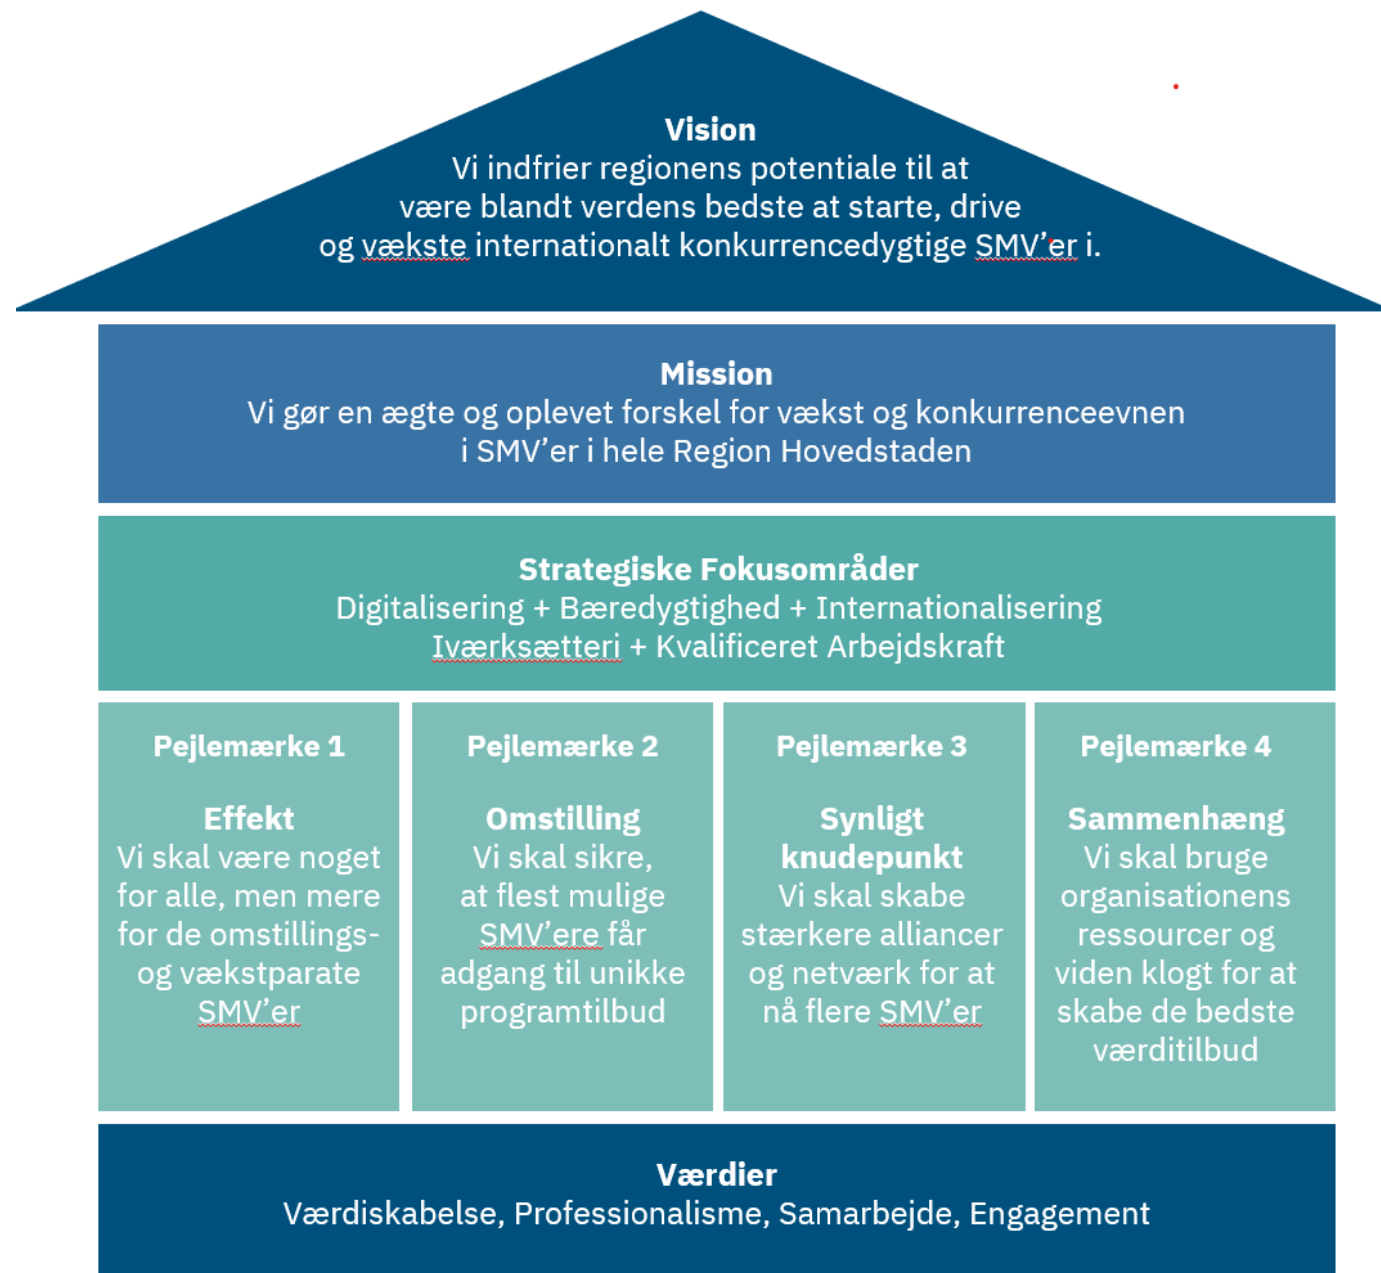 Vision
Vi indfrier regionens potentiale til at
være blandt verdens bedste at starte, drive
og vækste internationalt konkurrencedygtige SMV’er i.
Mission
Vi gør en ægte og oplevet forskel for vækst og konkurrenceevnen
i SMV’er i hele Region Hovedstaden
Strategiske Fokusområder
Digitalisering + Bæredygtighed + Internationalisering
Iværksætteri + Kvalificeret Arbejdskraft
Pejlemærke 1
Effekt
Vi skal være noget
for alle, men mere
for de omstillings-
og vækstparate
SMV’er
Pejlemærke 2
Omstilling
Vi skal sikre,
at flest mulige
SMV’ere får
adgang til unikke
programtilbud
Pejlemærke 3
Synligt
knudepunkt
Vi skal skabe
stærkere alliancer
og netværk for at
nå flere SMV’er
Pejlemærke 4
Sammenhæng
Vi skal bruge
organisationens
ressourcer og
viden klogt for at
skabe de bedste
værditilbud
Værdier
Værdiskabelse, Professionalisme, Samarbejde, Engagement